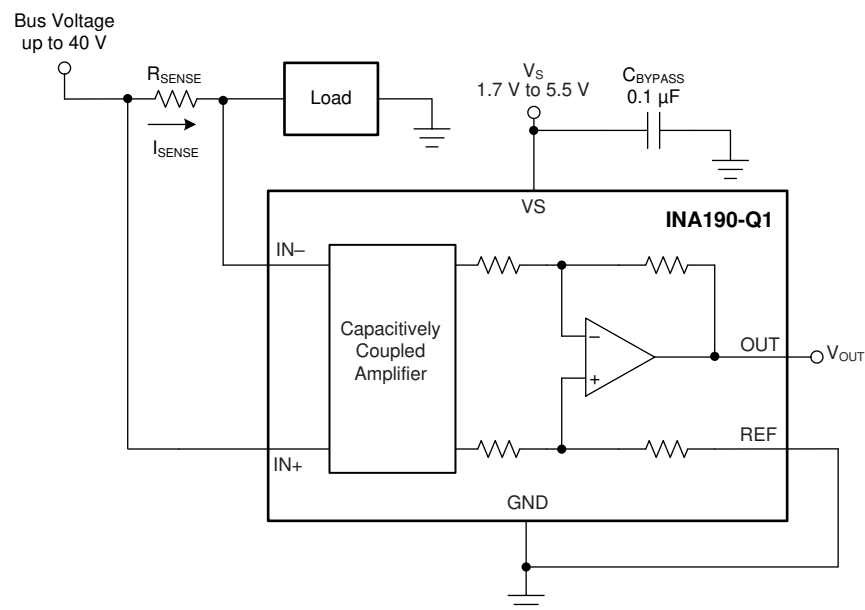 Bus Voltage
up to 40 V
RSENSE
ISENSE
Load
VS
1.7 V to 5.5 V
CBYPASS
0.1 µF
VS
INA190-Q1
IN–
Capacitively
Coupled
Amplifier
–
+
OUT
VOUT
REF
IN+
GND